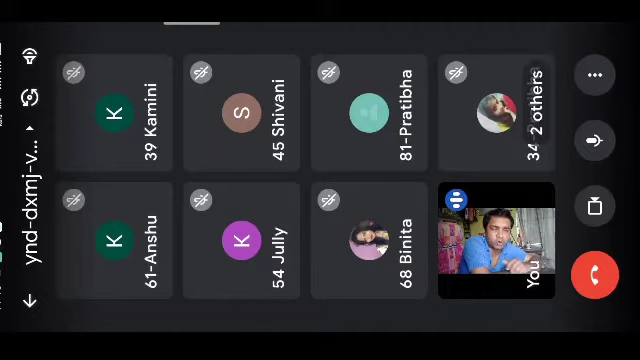 ynd-dxmj-v...
61-Anshu
39 Kamini
54 Jully
45 Shivani
68 Binita
81-Pratibha
You
34-
2 others
K
K
K
S